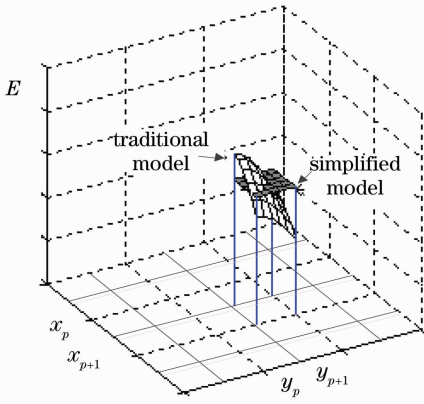 E
traditional
model
simplified
model
x_p
x_{p+1}
y_p
y_{p+1}